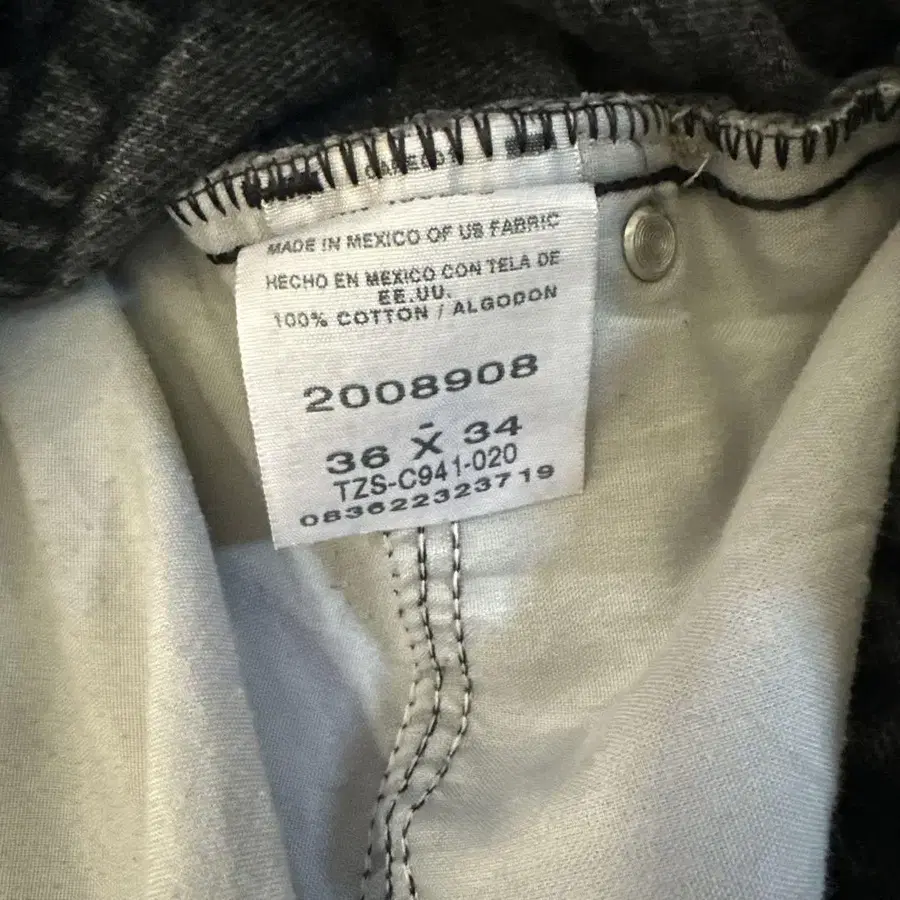 MADE IN MEXICO OF US FABRIC
HECHO EN MEXICO CON TELA DE
EE.UU.
100% COTTON / ALGODON
2008908
36 X 34
TZS-C941-020
083622323719